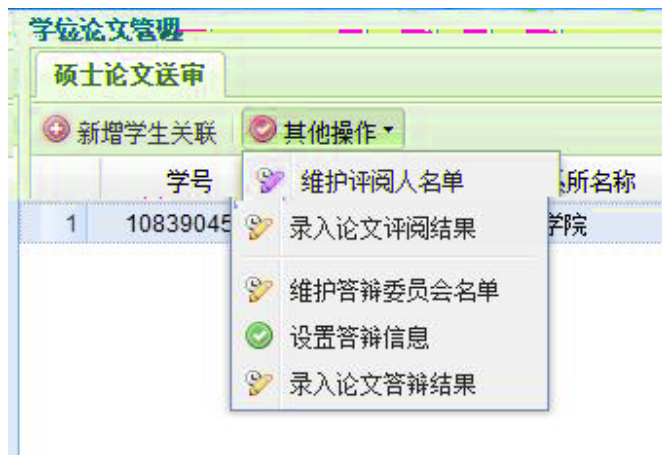 学位论文管理
硕士论文送审
新增学生关联 其他操作
学号 所名称
1 10839045 学院
维护评阅人名单
录入论文评阅结果
维护答辩委员会名单
设置答辩信息
录入论文答辩结果